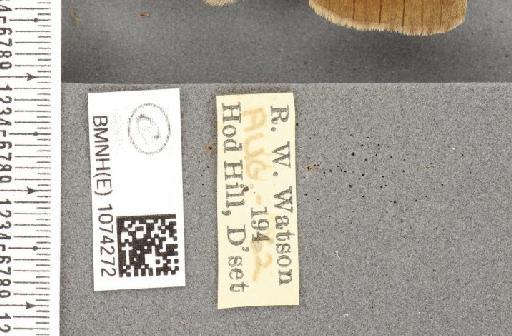 BMNH(E) 1074272
R. W. Watson
AUG. -1942
Hod Hill, D'set